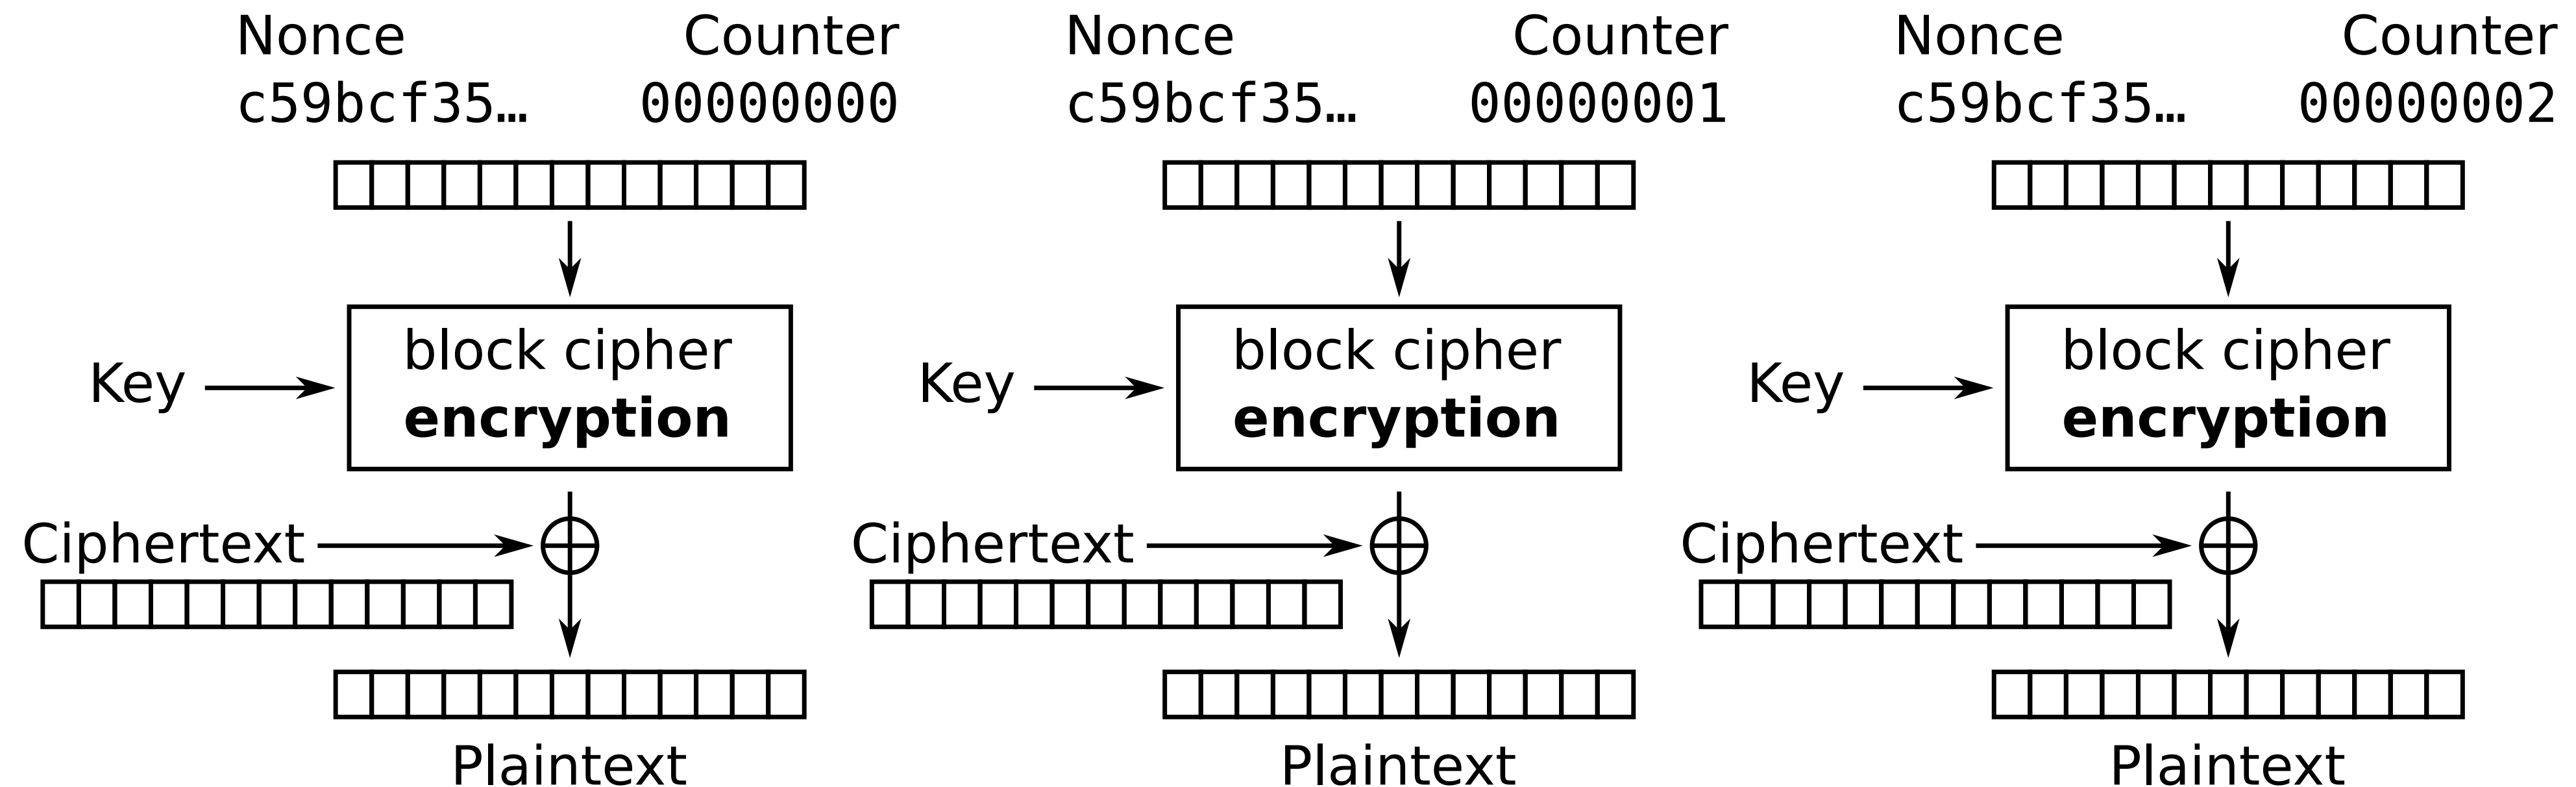 Nonce Counter Nonce Counter Nonce Counter
c59bcf35… 00000000 c59bcf35… 00000001 c59bcf35… 00000002
block cipher block cipher block cipher
Key Key Key
encryption encryption encryption
Ciphertext Ciphertext Ciphertext
Plaintext Plaintext Plaintext